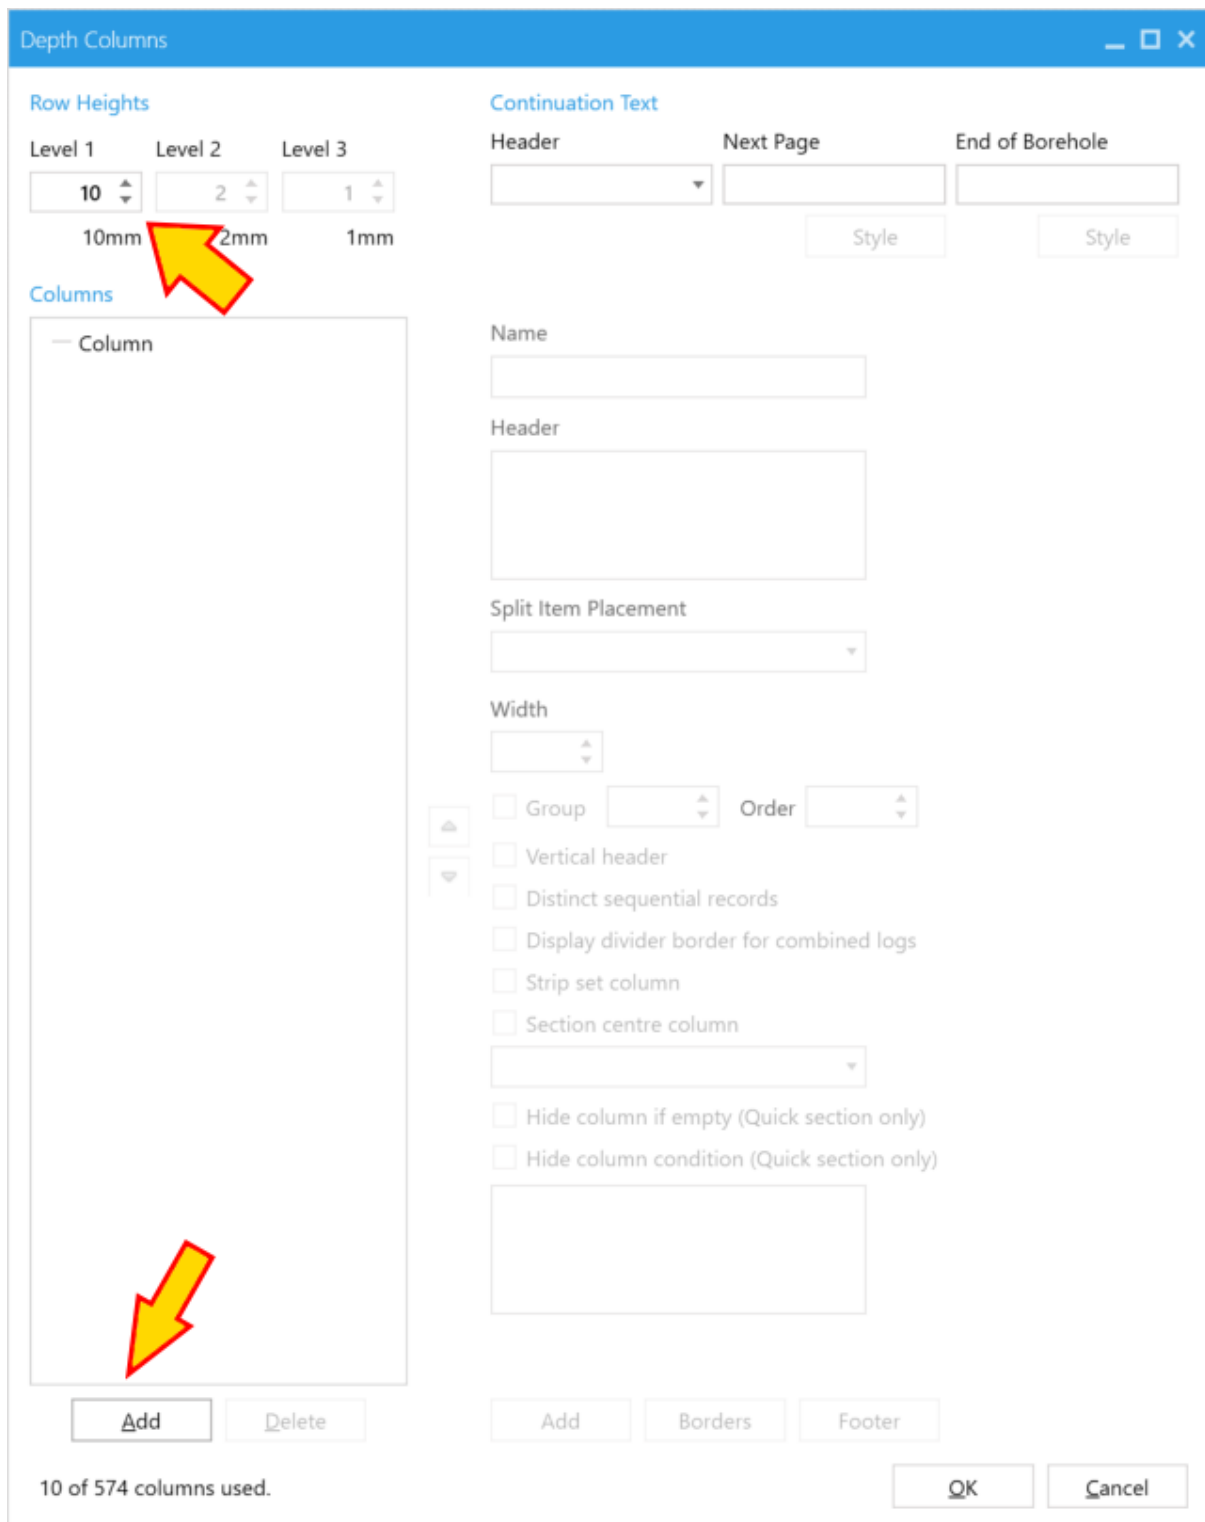 Depth Columns
Row Heights
Continuation Text
Level 1 Level 2 Level 3
Header Next Page End of Borehole
10 2 1
10mm 2mm 1mm
Style Style
Columns
Column
Name
Header
Split Item Placement
Width
Group Order
Vertical header
Distinct sequential records
Display divider border for combined logs
Strip set column
Section centre column
Hide column if empty (Quick section only)
Hide column condition (Quick section only)
Add Delete Add Borders Footer
10 of 574 columns used.
OK Cancel